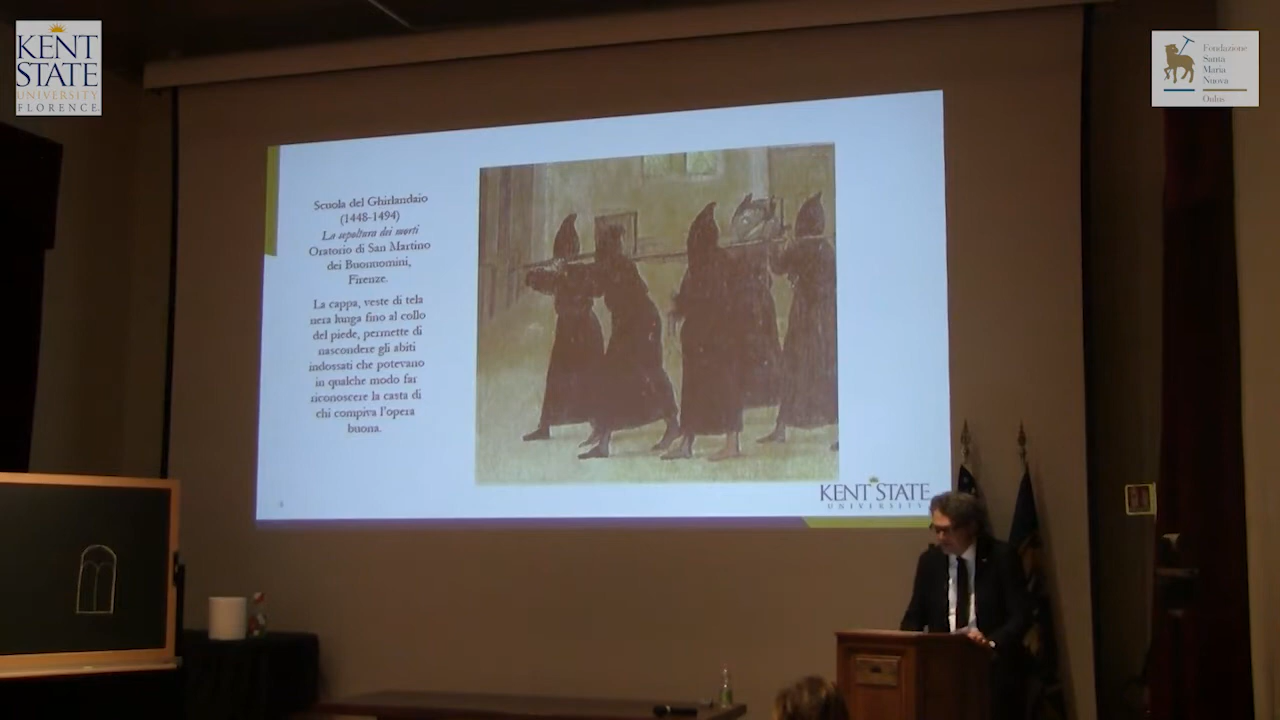 KENT
STATE
UNIVERSITY
FLORENCE
Fondazione
Santa
Maria
Nuova
Onlus
Scuola del Ghirlandaio
(1448-1494)
La sepoltura dei morti
Oratorio di San Martino
dei Buonuomini,
Firenze.
La cappa, veste di tela
nera lunga fino al collo
del piede, permette di
nascondere gli abiti
indossati che potevano
in qualche modo far
riconoscere la casta di
chi compiva l'opera
buona.
KENT STATE
UNIVERSITY